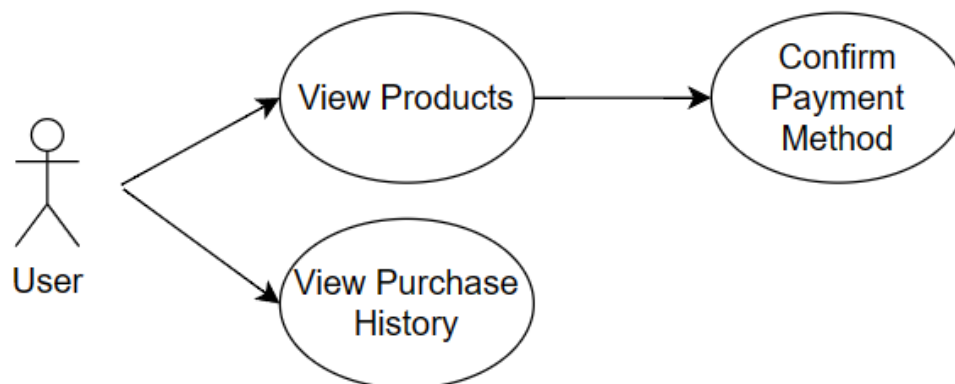 View Products
Confirm
Payment
Method
User
View Purchase
History